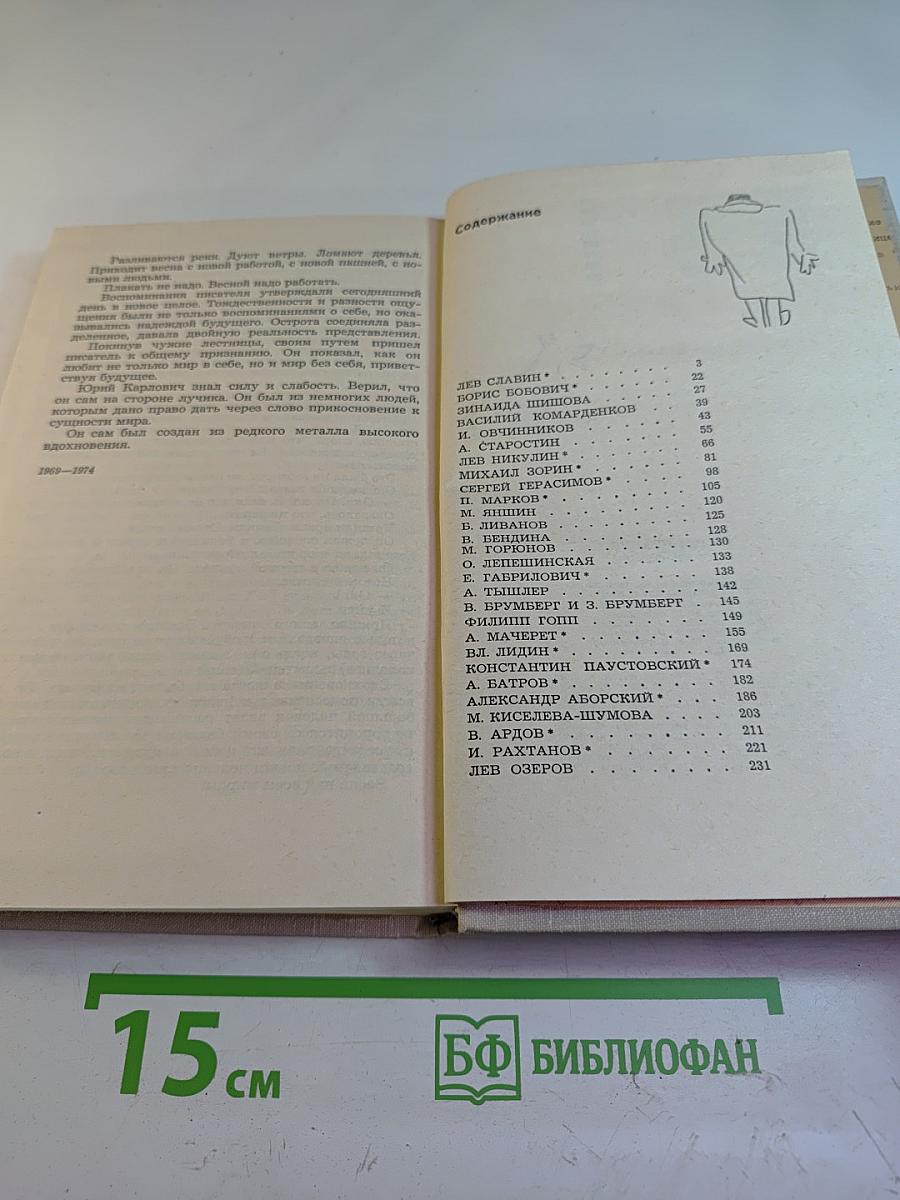 Разливаются реки. Дуют ветры. Ломают деревья.
Приходит весна с новой работой, с новой пашней, с но-
выми людьми.
Плакать не надо. Весной надо работать.
Воспоминания писателя утверждали сегодняшний
день в новое целое. Тождественности и разности ощу-
щения были не только воспоминаниями о себе, но ока-
зывались надеждой будущего. Острота соединяла раз-
деленное, давала двойную реальность представления.
Покинув чужие лестницы, своим путем пришел
писатель к общему признанию. Он показал, как он
любит не только мир в себе, но и мир без себя, привет-
ствуя будущее.
Юрий Карлович знал силу и слабость. Верил, что
он сам на стороне лучика. Он был из немногих людей,
которым дано право дать через слово прикосновение к
сущности мира.
Он сам был создан из редкого металла высокого
вдохновения.
1969—1974
Содержание
ЛЕВ СЛАВИН * . . . . . . . . 3
БОРИС БОБОВИЧ * . . . . . . . 22
ЗИНАИДА ШИШОВА . . . . . . . 27
ВАСИЛИЙ КОМАРДЕНКОВ . . 39
И. ОВЧИННИКОВ . . . . . . . 43
А. СТАРОСТИН . . . . . . . . 55
ЛЕВ НИКУЛИН * . . . . . . . . 66
МИХАИЛ ЗОРИН * . . . . . . . 81
СЕРГЕЙ ГЕРАСИМОВ * . . . . . 98
П. МАРКОВ * . . . . . . . . . 105
М. ЯНШИН . . . . . . . . . 120
Б. ЛИВАНОВ . . . . . . . . . 125
В. БЕНДИНА . . . . . . . . . 128
М. ГОРЮНОВ . . . . . . . . . 130
О. ЛЕПЕШИНСКАЯ . . . . . . . 133
Е. ГАБРИЛОВИЧ * . . . . . . . 138
А. ТЫШЛЕР . . . . . . . . . 142
В. БРУМБЕРГ И З. БРУМБЕРГ . 145
ФИЛИПП ГОПП . . . . . . . 149
А. МАЧЕРЕТ * . . . . . . . . 155
ВЛ. ЛИДИН * . . . . . . . . . 169
КОНСТАНТИН ПАУСТОВСКИЙ * 174
А. БАТРОВ * . . . . . . . . . 182
АЛЕКСАНДР АБОРСКИЙ * . . . 186
М. КИСЕЛЕВА-ШУМОВА . . . . 203
В. АРДОВ * . . . . . . . . . 211
И. РАХТАНОВ * . . . . . . . 221
ЛЕВ ОЗЕРОВ . . . . . . . . 231
15 см
БФ БИБЛИОФАН